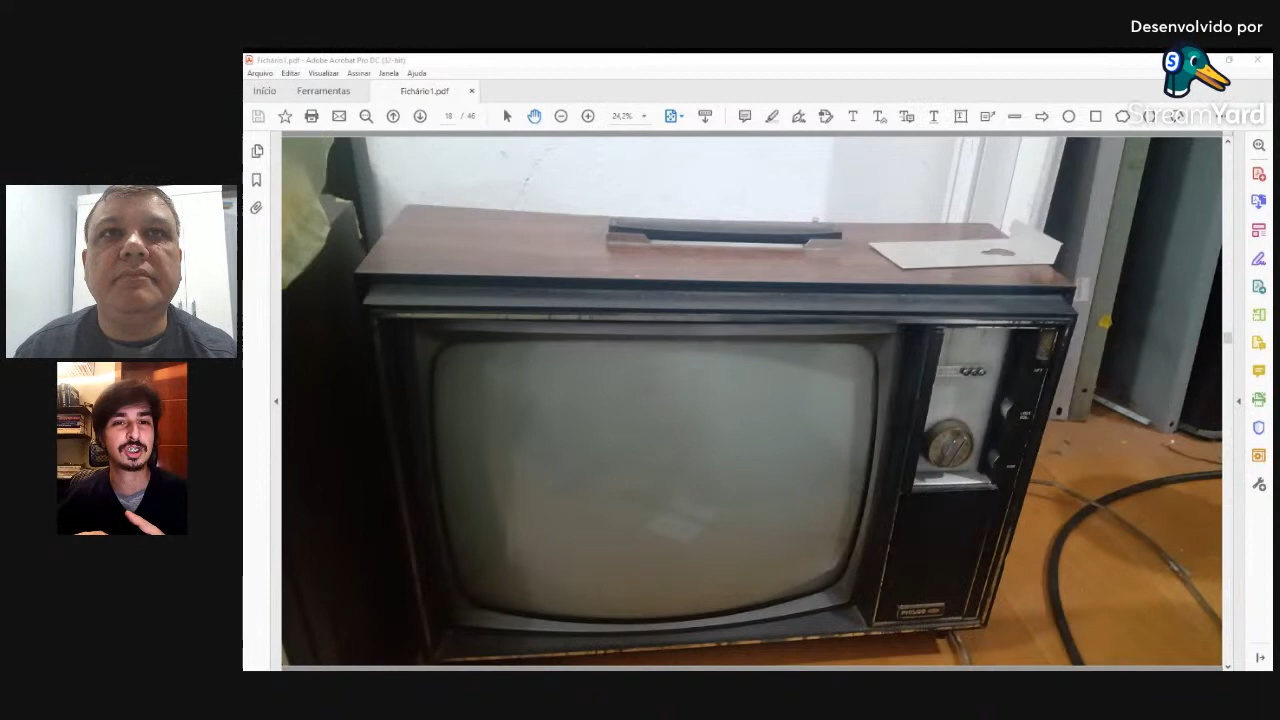 Desenvolvido por
StreamYard
Fichário1.pdf - Adobe Acrobat Pro DC (32-bit)
Arquivo Editar Visualizar Assinar Janela Ajuda
Início Ferramentas Fichário1.pdf ×
18 / 46 24,2%